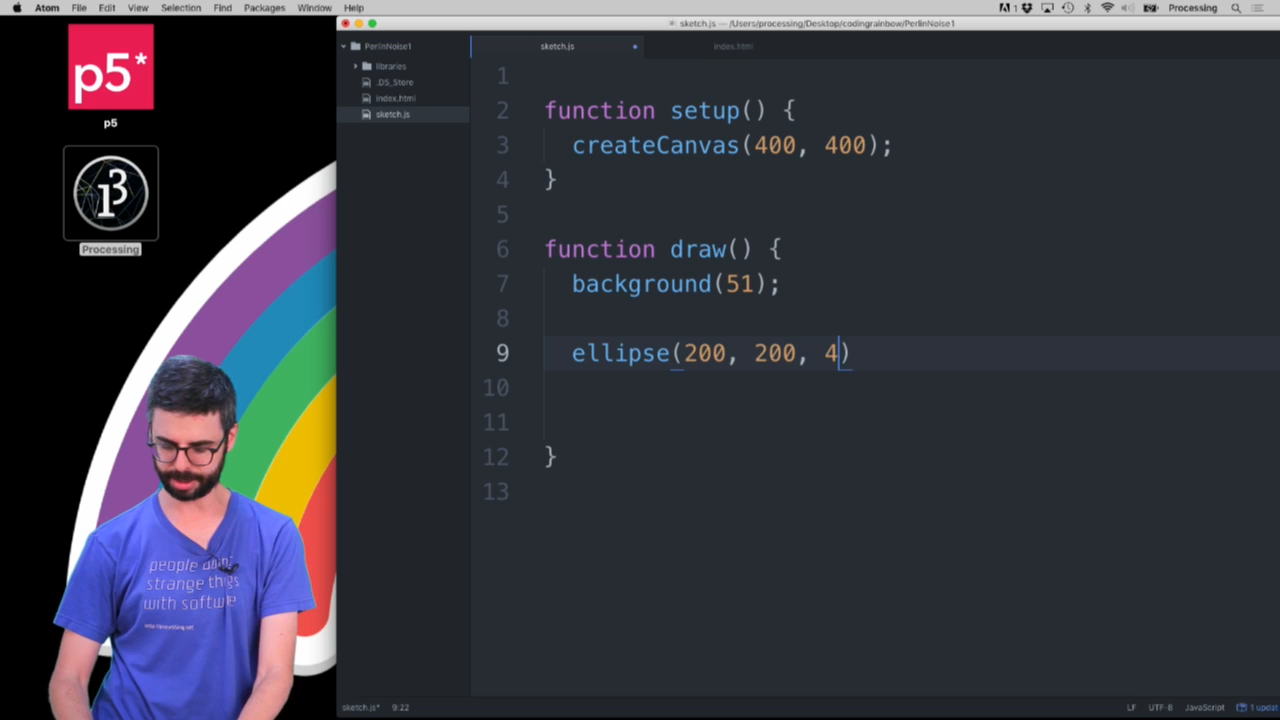 Atom File Edit View Selection Find Packages Window Help 1 Processing
sketch.js — /Users/processing/Desktop/codingrainbow/PerlinNoise1
p5*
p5
Processing
PerlinNoise1
libraries
.DS_Store
index.html
sketch.js
sketch.js index.html
1
2 function setup() {
3 createCanvas(400, 400);
4 }
5
6 function draw() {
7 background(51);
8
9 ellipse(200, 200, 4)
10
11
12 }
13
people doing
strange things
with software
sketch.js* 9:22 LF UTF-8 JavaScript 1 updat